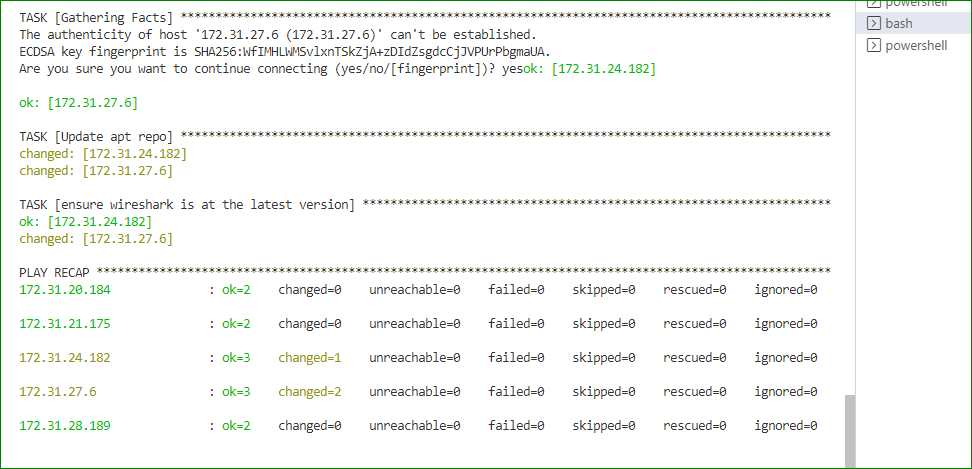 TASK [Gathering Facts] **********************************************************************************************
The authenticity of host '172.31.27.6 (172.31.27.6)' can't be established.
ECDSA key fingerprint is SHA256:WfIMHLWMSvlxnTSkZjA+zDIdZsgdcCjJVPUrPbgmaUA.
Are you sure you want to continue connecting (yes/no/[fingerprint])? yesok: [172.31.24.182]
ok: [172.31.27.6]
TASK [Update apt repo] **********************************************************************************************
changed: [172.31.24.182]
changed: [172.31.27.6]
TASK [ensure wireshark is at the latest version] *******************************************************************
ok: [172.31.24.182]
changed: [172.31.27.6]
PLAY RECAP *********************************************************************************************************
172.31.20.184 : ok=2 changed=0 unreachable=0 failed=0 skipped=0 rescued=0 ignored=0
172.31.21.175 : ok=2 changed=0 unreachable=0 failed=0 skipped=0 rescued=0 ignored=0
172.31.24.182 : ok=3 changed=1 unreachable=0 failed=0 skipped=0 rescued=0 ignored=0
172.31.27.6 : ok=3 changed=2 unreachable=0 failed=0 skipped=0 rescued=0 ignored=0
172.31.28.189 : ok=2 changed=0 unreachable=0 failed=0 skipped=0 rescued=0 ignored=0
powershell
bash
powershell